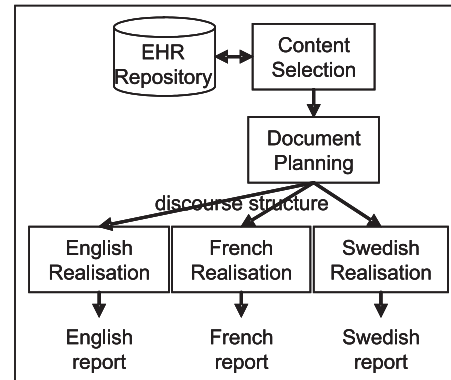 EHR
Repository
Content
Selection
Document
Planning
discourse structure
English
Realisation
French
Realisation
Swedish
Realisation
English
report
French
report
Swedish
report